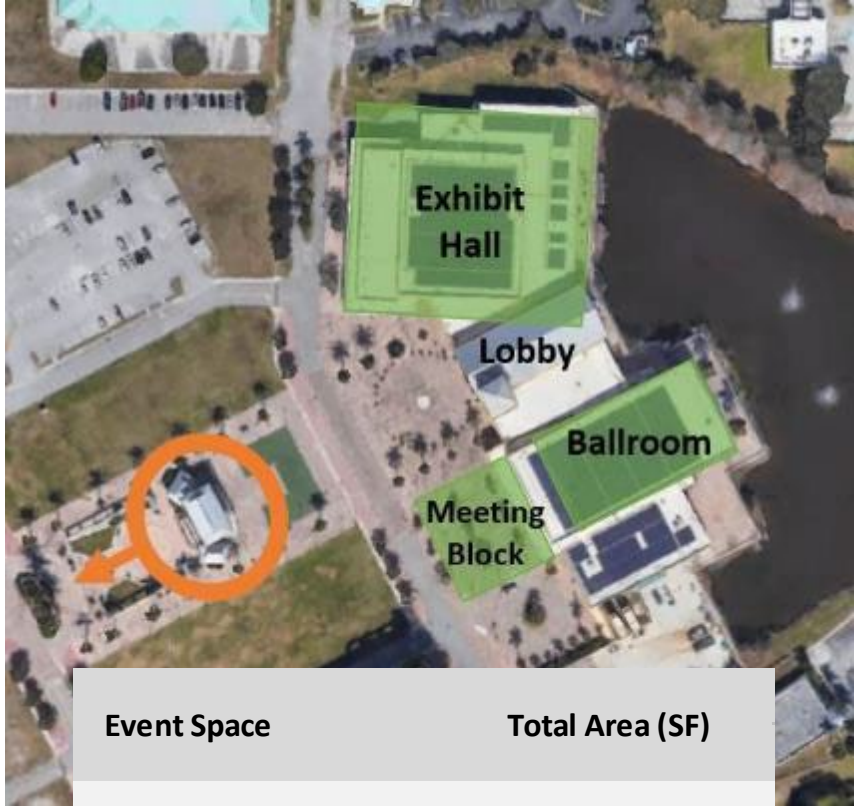 Exhibit
Hall
Lobby
Ballroom
Meeting
Block
Event Space Total Area (SF)